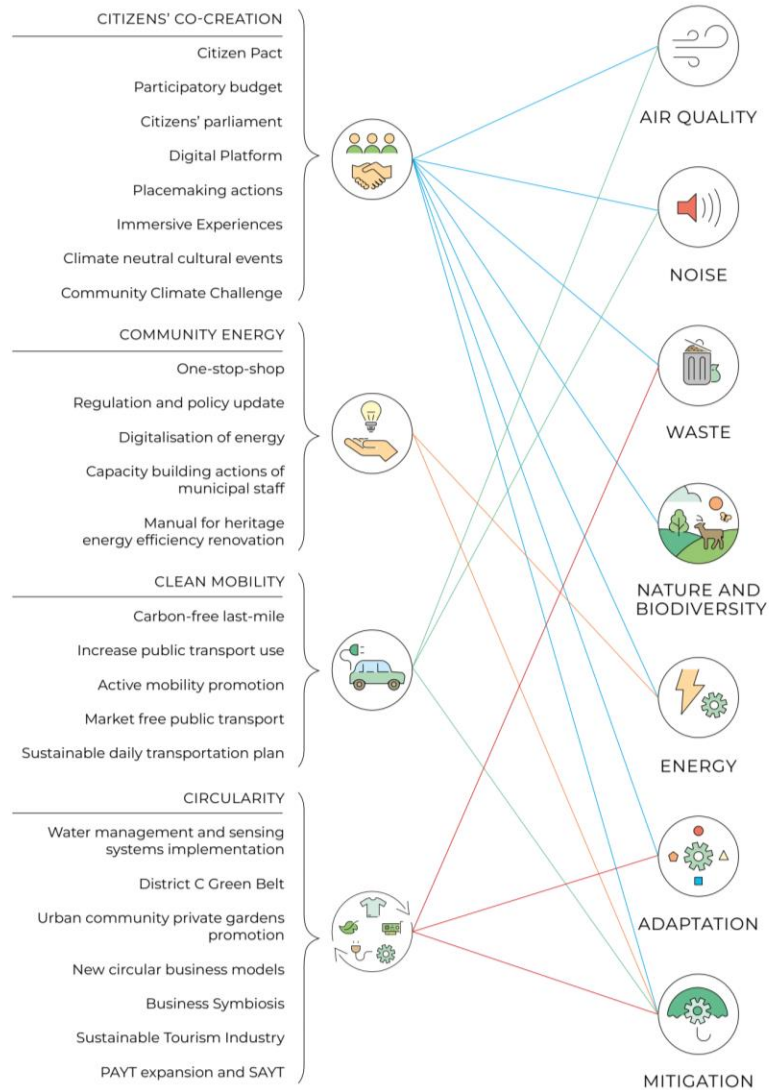 CITIZENS’ CO-CREATION
Citizen Pact
Participatory budget
Citizens’ parliament
Digital Platform
Placemaking actions
Immersive Experiences
Climate neutral cultural events
Community Climate Challenge
COMMUNITY ENERGY
One-stop-shop
Regulation and policy update
Digitalisation of energy
Capacity building actions of
municipal staff
Manual for heritage
energy efficiency renovation
CLEAN MOBILITY
Carbon-free last-mile
Increase public transport use
Active mobility promotion
Market free public transport
Sustainable daily transportation plan
CIRCULARITY
Water management and sensing
systems implementation
District C Green Belt
Urban community private gardens
promotion
New circular business models
Business Symbiosis
Sustainable Tourism Industry
PAYT expansion and SAYT
AIR QUALITY
NOISE
WASTE
NATURE AND
BIODIVERSITY
ENERGY
ADAPTATION
MITIGATION